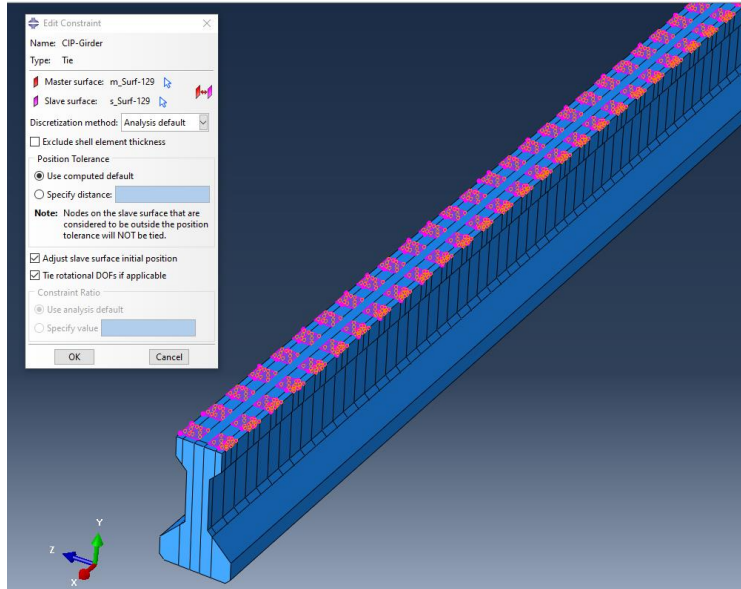 Edit Constraint
Name: CIP-Girder
Type: Tie
Master surface: m_Surf-129
Slave surface: s_Surf-129
Discretization method: Analysis default
Exclude shell element thickness
Position Tolerance
Use computed default
Specify distance:
Note: Nodes on the slave surface that are
considered to be outside the position
tolerance will NOT be tied.
Adjust slave surface initial position
Tie rotational DOFs if applicable
Constraint Ratio
Use analysis default
Specify value
OK Cancel
Y
Z
X